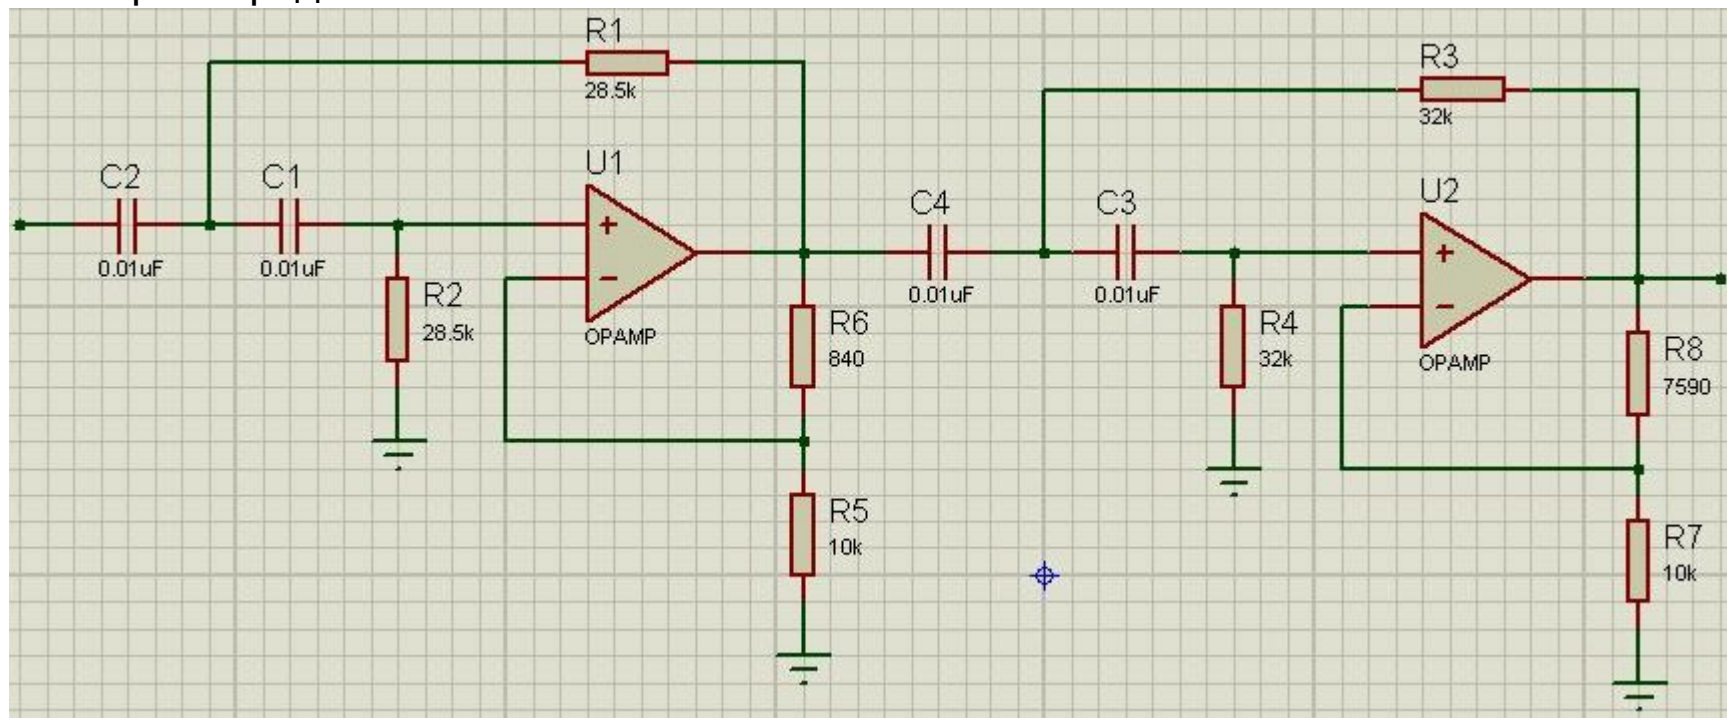 R1
28.5k
R3
32k
C2
0.01uF
C1
0.01uF
U1
+
−
OPAMP
R2
28.5k
R6
840
R5
10k
C4
0.01uF
C3
0.01uF
U2
+
−
OPAMP
R4
32k
R8
7590
R7
10k